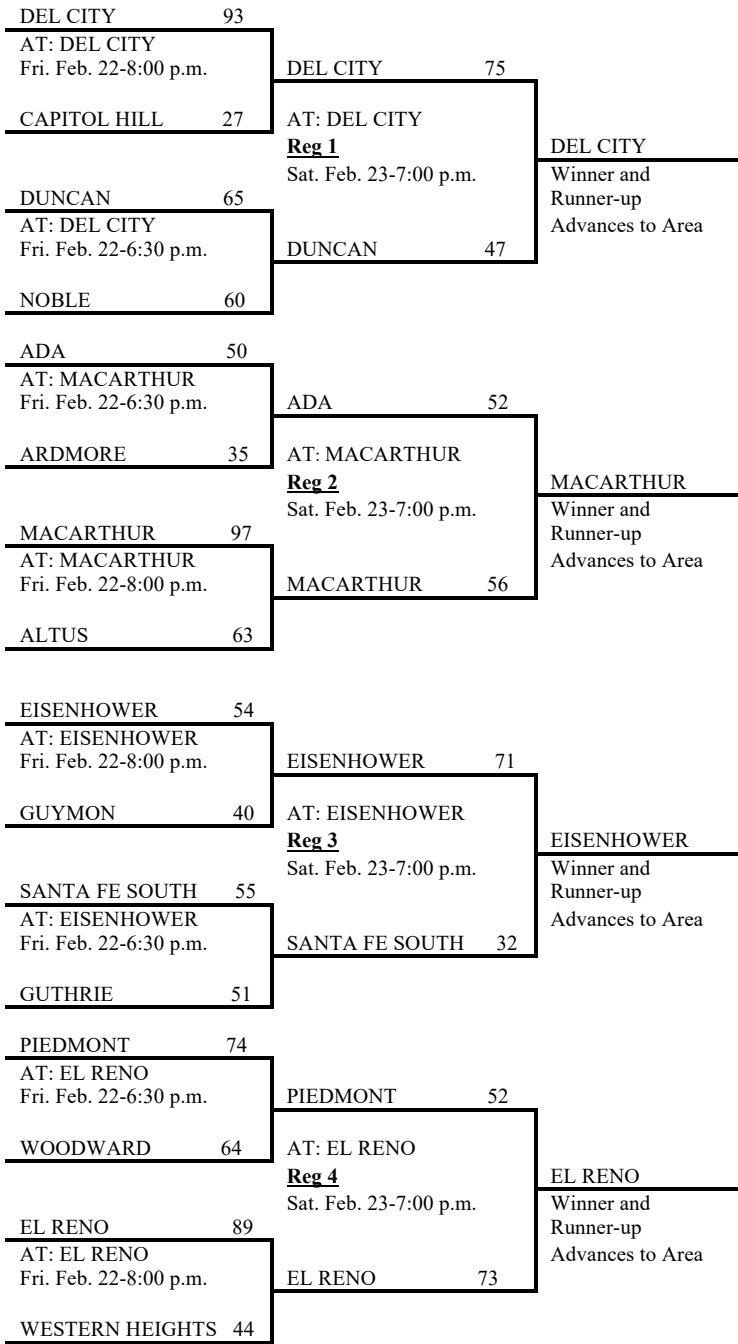 DEL CITY 93
AT: DEL CITY
Fri. Feb. 22-8:00 p.m.
CAPITOL HILL 27
DEL CITY 75
AT: DEL CITY
Reg 1
Sat. Feb. 23-7:00 p.m.
DUNCAN 65
AT: DEL CITY
Fri. Feb. 22-6:30 p.m.
NOBLE 60
DUNCAN 47
DEL CITY
Winner and
Runner-up
Advances to Area
ADA 50
AT: MACARTHUR
Fri. Feb. 22-6:30 p.m.
ARDMORE 35
ADA 52
AT: MACARTHUR
Reg 2
Sat. Feb. 23-7:00 p.m.
MACARTHUR 97
AT: MACARTHUR
Fri. Feb. 22-8:00 p.m.
ALTUS 63
MACARTHUR 56
MACARTHUR
Winner and
Runner-up
Advances to Area
EISENHOWER 54
AT: EISENHOWER
Fri. Feb. 22-8:00 p.m.
GUYMON 40
EISENHOWER 71
AT: EISENHOWER
Reg 3
Sat. Feb. 23-7:00 p.m.
SANTA FE SOUTH 55
AT: EISENHOWER
Fri. Feb. 22-6:30 p.m.
GUTHRIE 51
SANTA FE SOUTH 32
EISENHOWER
Winner and
Runner-up
Advances to Area
PIEDMONT 74
AT: EL RENO
Fri. Feb. 22-6:30 p.m.
WOODWARD 64
PIEDMONT 52
AT: EL RENO
Reg 4
Sat. Feb. 23-7:00 p.m.
EL RENO 89
AT: EL RENO
Fri. Feb. 22-8:00 p.m.
WESTERN HEIGHTS 44
EL RENO 73
EL RENO
Winner and
Runner-up
Advances to Area